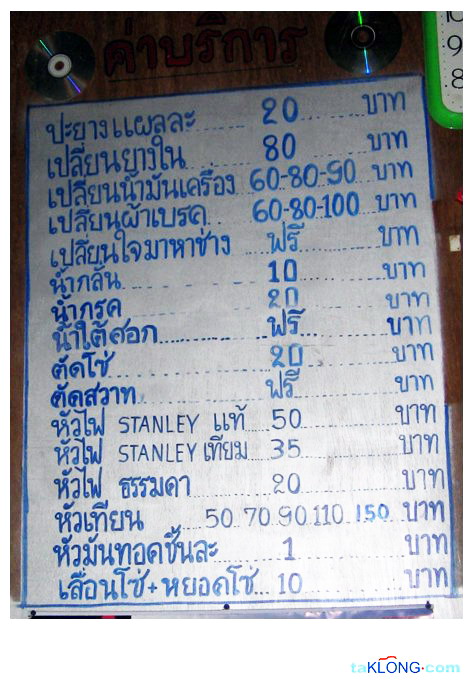 ค่าบริการ
10
9
8
ปะยางแผลละ 20 บาท
เปลี่ยนยางใน 80 บาท
เปลี่ยนน้ำมันเครื่อง 60-80-90 บาท
เปลี่ยนผ้าเบรค 60-80-100 บาท
เปลี่ยนใจมาหาช่าง ฟรี บาท
น้ำกลั่น 10 บาท
น้ำกรด 20 บาท
น้ำใต้ศอก ฟรี บาท
ตัดโซ่ 20 บาท
ตัดสวาท ฟรี บาท
หัวไฟ STANLEY แท้ 50 บาท
หัวไฟ STANLEY เทียม 35 บาท
หัวไฟ ธรรมดา 20 บาท
หัวเทียน 50 70 90 110 150 บาท
หัวมันทอดชิ้นละ 1 บาท
เลื่อนโซ่+หยอดโซ่ 10 บาท
taKLONG.com